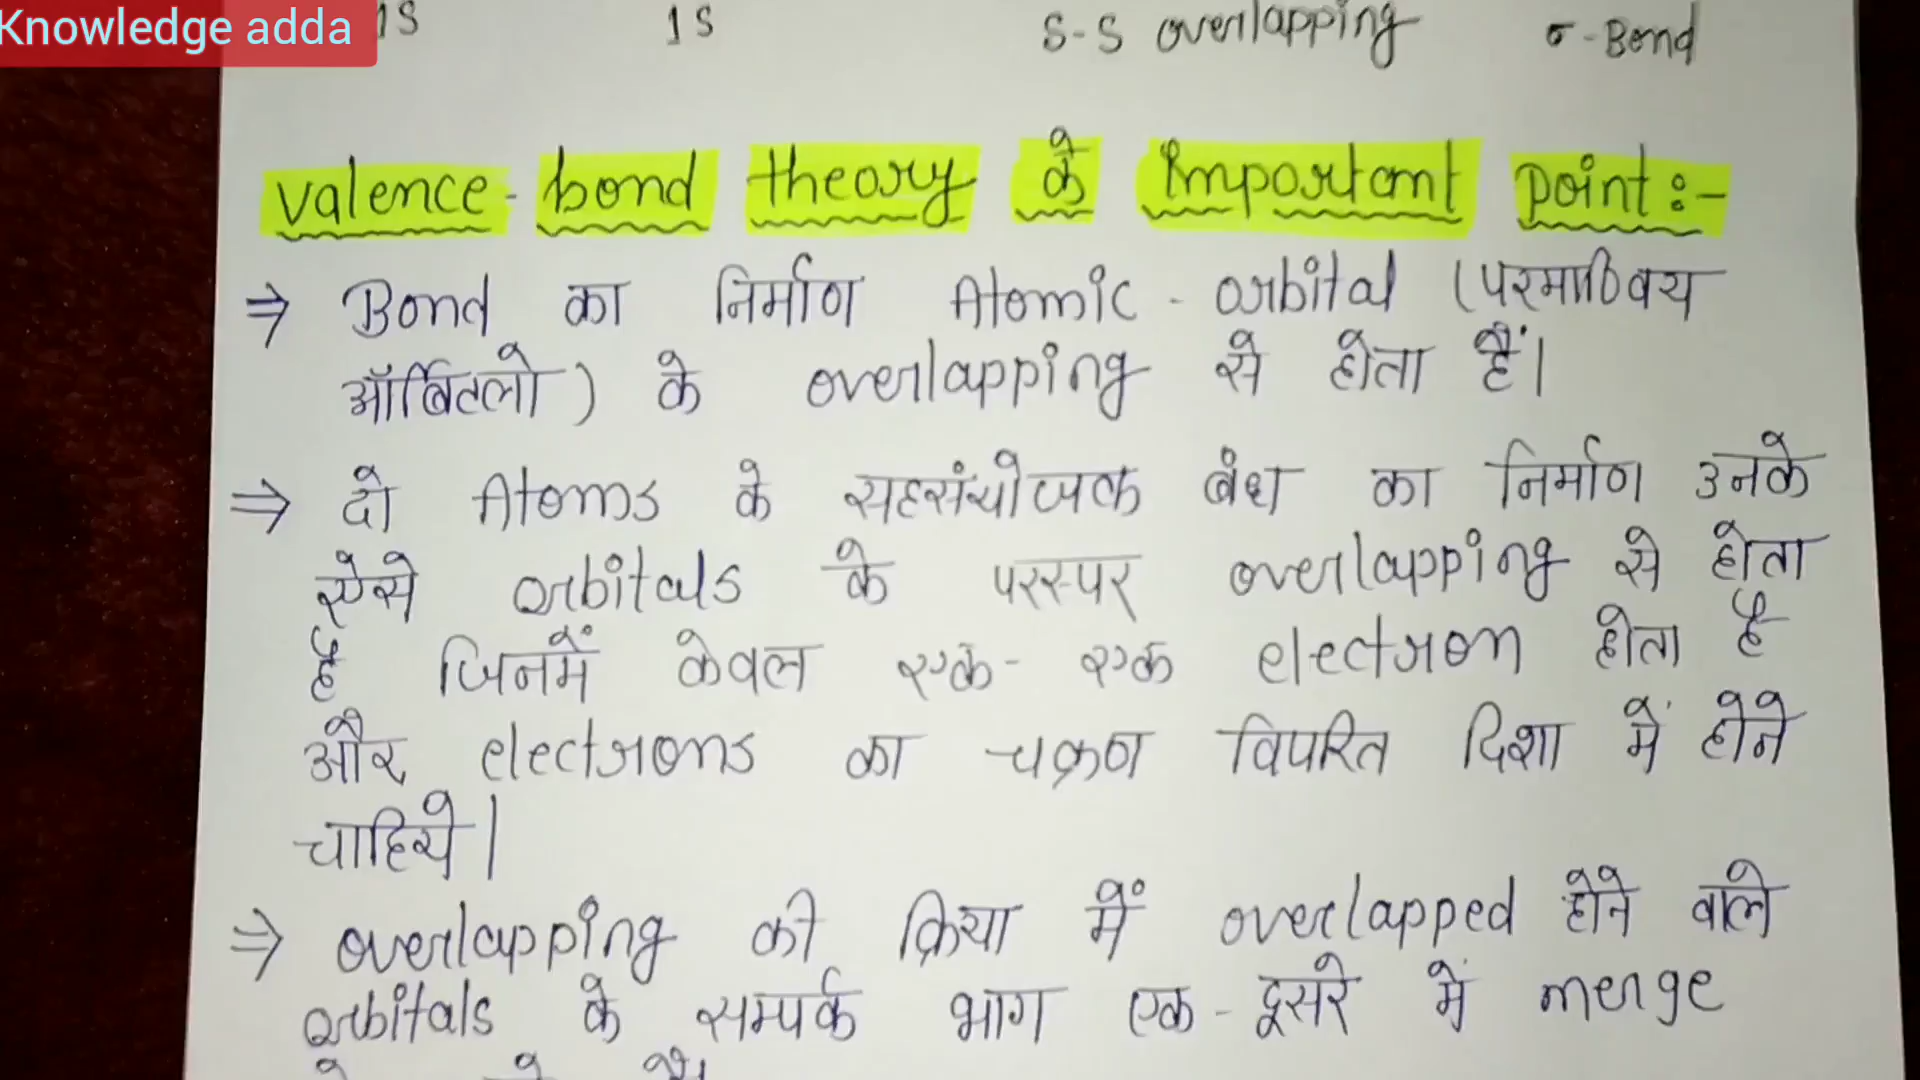 Knowledge adda
1S 1S S-S overlapping σ-Bond
valence-bond theory के Important point:-
⇒ Bond का निर्माण Atomic-orbital (परमाण्विय
ऑर्बिटलो) के overlapping से होता हैं।
⇒ दो Atoms के सहसंयोजक बंध का निर्माण उनके
ऐसे orbitals के परस्पर overlapping से होता
है जिनमें केवल एक-एक electron होता है
और electrons का चक्रण विपरित दिशा में होने
चाहिये।
⇒ overlapping की क्रिया में overlapped होने वाले
orbitals के सम्पर्क भाग एक-दूसरे में merge